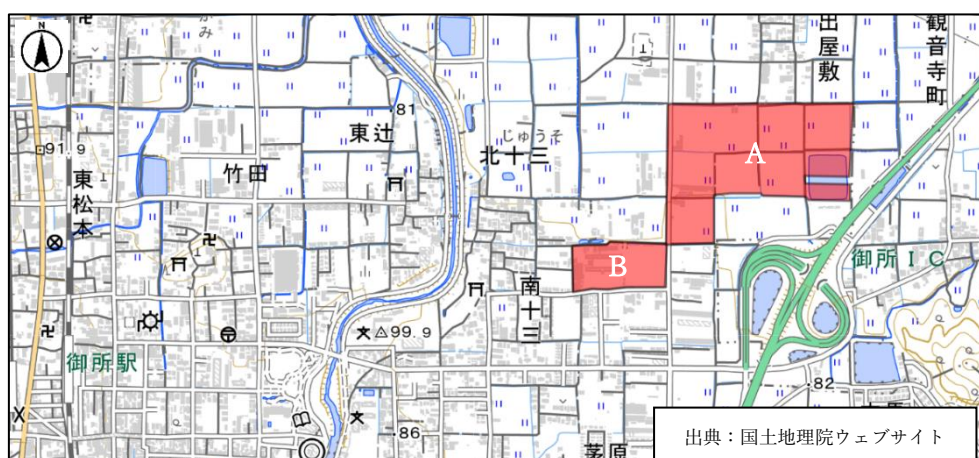 N
がみ
出屋敷
観音寺町
81
東辻
じゅうそ
北十三
91.9
竹田
A
東松本
御所IC
B
南十三
99.9
御所駅
82
86
茅原
出典：国土地理院ウェブサイト